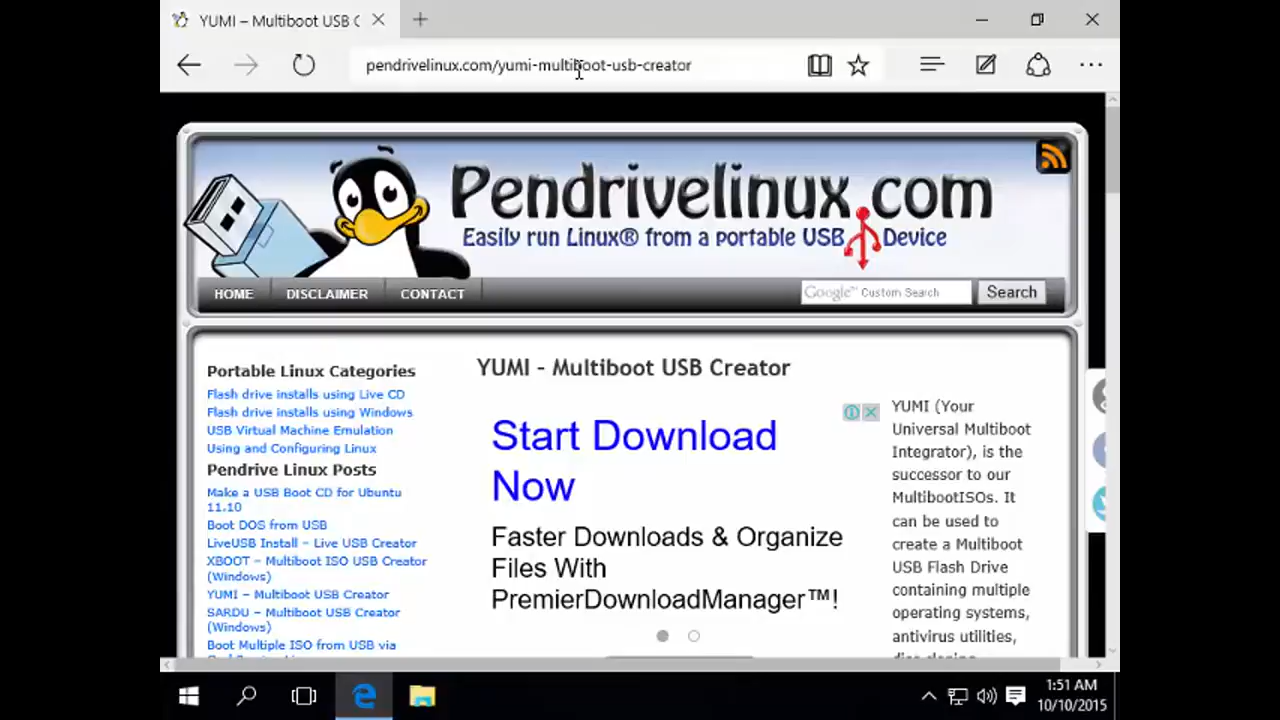 YUMI – Multiboot USB C
pendrivelinux.com/yumi-multiboot-usb-creator
Pendrivelinux.com
Easily run Linux® from a portable USB Device
HOME
DISCLAIMER
CONTACT
Google™ Custom Search
Search
Portable Linux Categories
Flash drive installs using Live CD
Flash drive installs using Windows
USB Virtual Machine Emulation
Using and Configuring Linux
Pendrive Linux Posts
Make a USB Boot CD for Ubuntu
11.10
Boot DOS from USB
LiveUSB Install – Live USB Creator
XBOOT – Multiboot ISO USB Creator
(Windows)
YUMI – Multiboot USB Creator
SARDU – Multiboot USB Creator
(Windows)
Boot Multiple ISO from USB via
YUMI - Multiboot USB Creator
Start Download
Now
Faster Downloads & Organize
Files With
PremierDownloadManager™!
YUMI (Your
Universal Multiboot
Integrator), is the
successor to our
MultibootISOs. It
can be used to
create a Multiboot
USB Flash Drive
containing multiple
operating systems,
antivirus utilities,
1:51 AM
10/10/2015